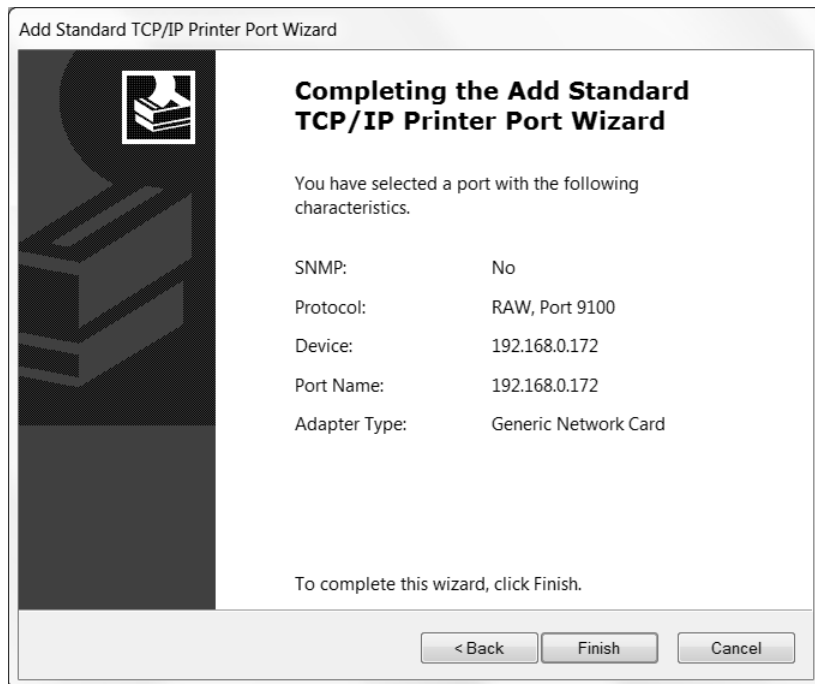 Add Standard TCP/IP Printer Port Wizard
Completing the Add Standard
TCP/IP Printer Port Wizard
You have selected a port with the following
characteristics.
SNMP: No
Protocol: RAW, Port 9100
Device: 192.168.0.172
Port Name: 192.168.0.172
Adapter Type: Generic Network Card
To complete this wizard, click Finish.
< Back Finish Cancel